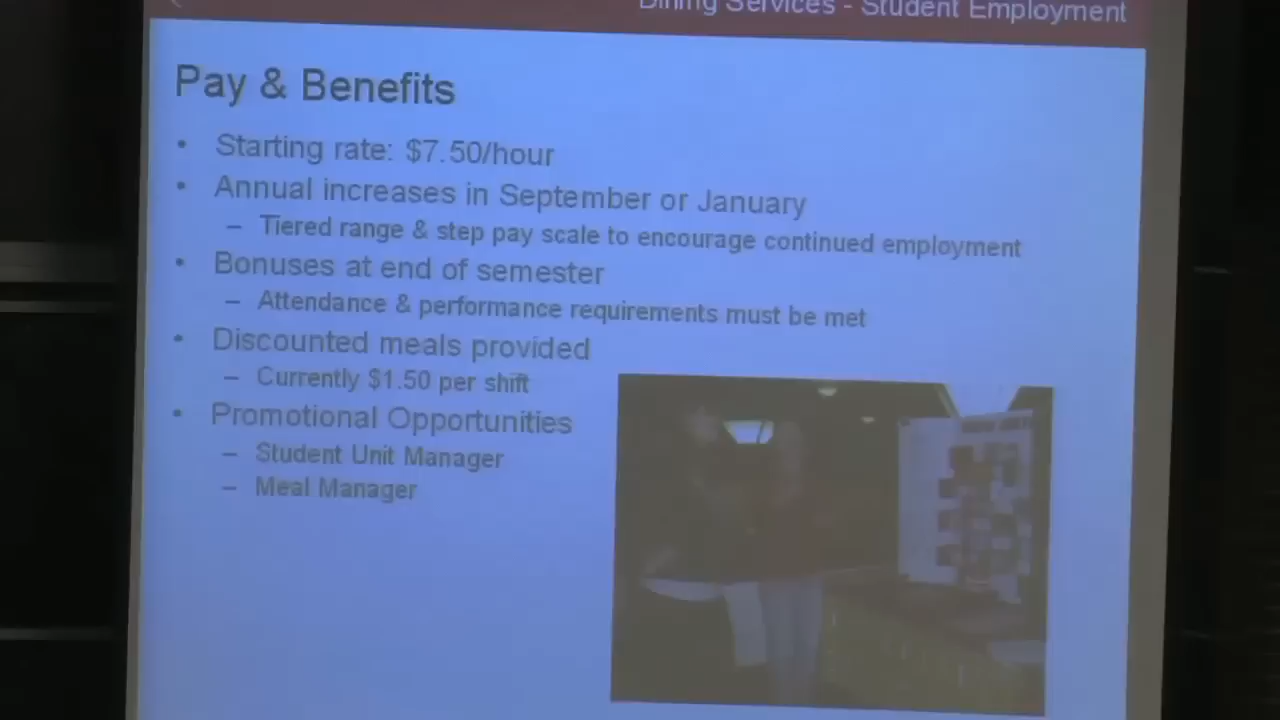 Dining Services - Student Employment
Pay & Benefits
• Starting rate: $7.50/hour
• Annual increases in September or January
– Tiered range & step pay scale to encourage continued employment
• Bonuses at end of semester
– Attendance & performance requirements must be met
• Discounted meals provided
– Currently $1.50 per shift
• Promotional Opportunities
– Student Unit Manager
– Meal Manager